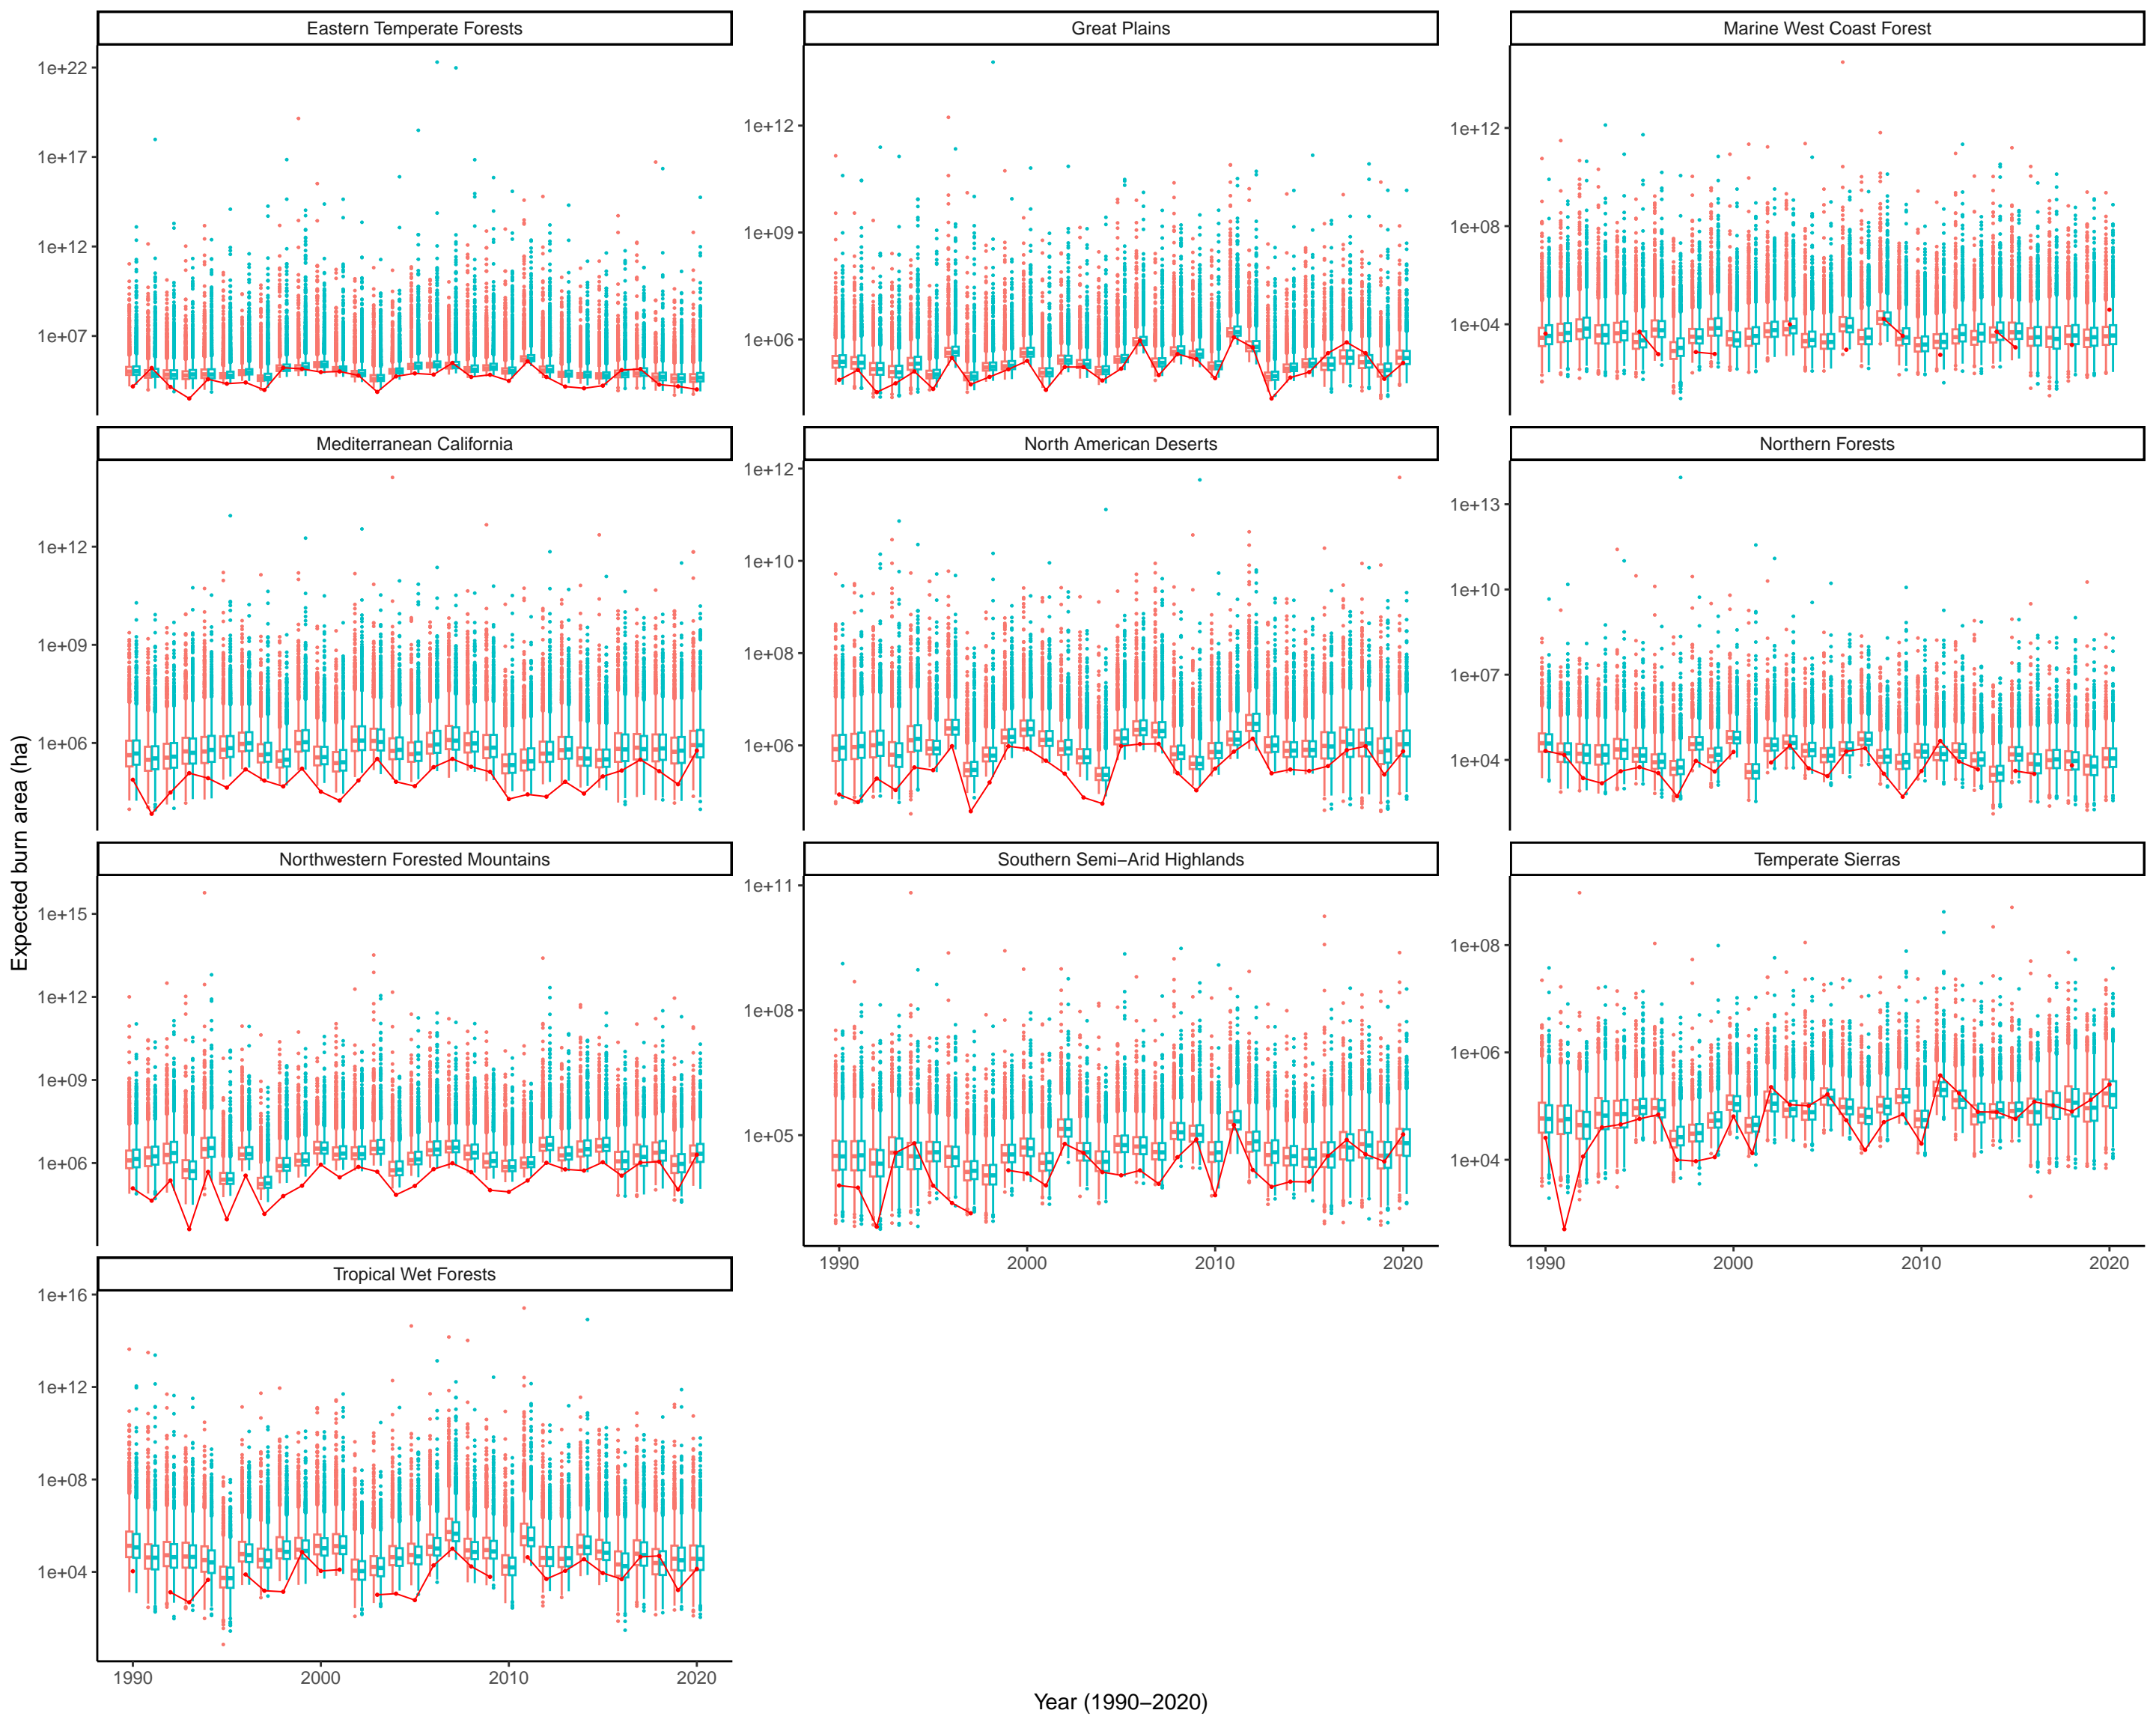 Eastern Temperate Forests
Great Plains
Marine West Coast Forest
1e+22
1e+17
1e+12
1e+07
1e+12
1e+09
1e+06
1e+12
1e+08
1e+04
Mediterranean California
North American Deserts
Northern Forests
1e+12
1e+09
1e+06
1e+12
1e+10
1e+08
1e+06
1e+13
1e+10
1e+07
1e+04
Expected burn area (ha)
Northwestern Forested Mountains
Southern Semi−Arid Highlands
Temperate Sierras
1e+15
1e+12
1e+09
1e+06
1e+11
1e+08
1e+05
1990
2000
2010
2020
1e+08
1e+06
1e+04
1990
2000
2010
2020
Tropical Wet Forests
1e+16
1e+12
1e+08
1e+04
1990
2000
2010
2020
Year (1990−2020)